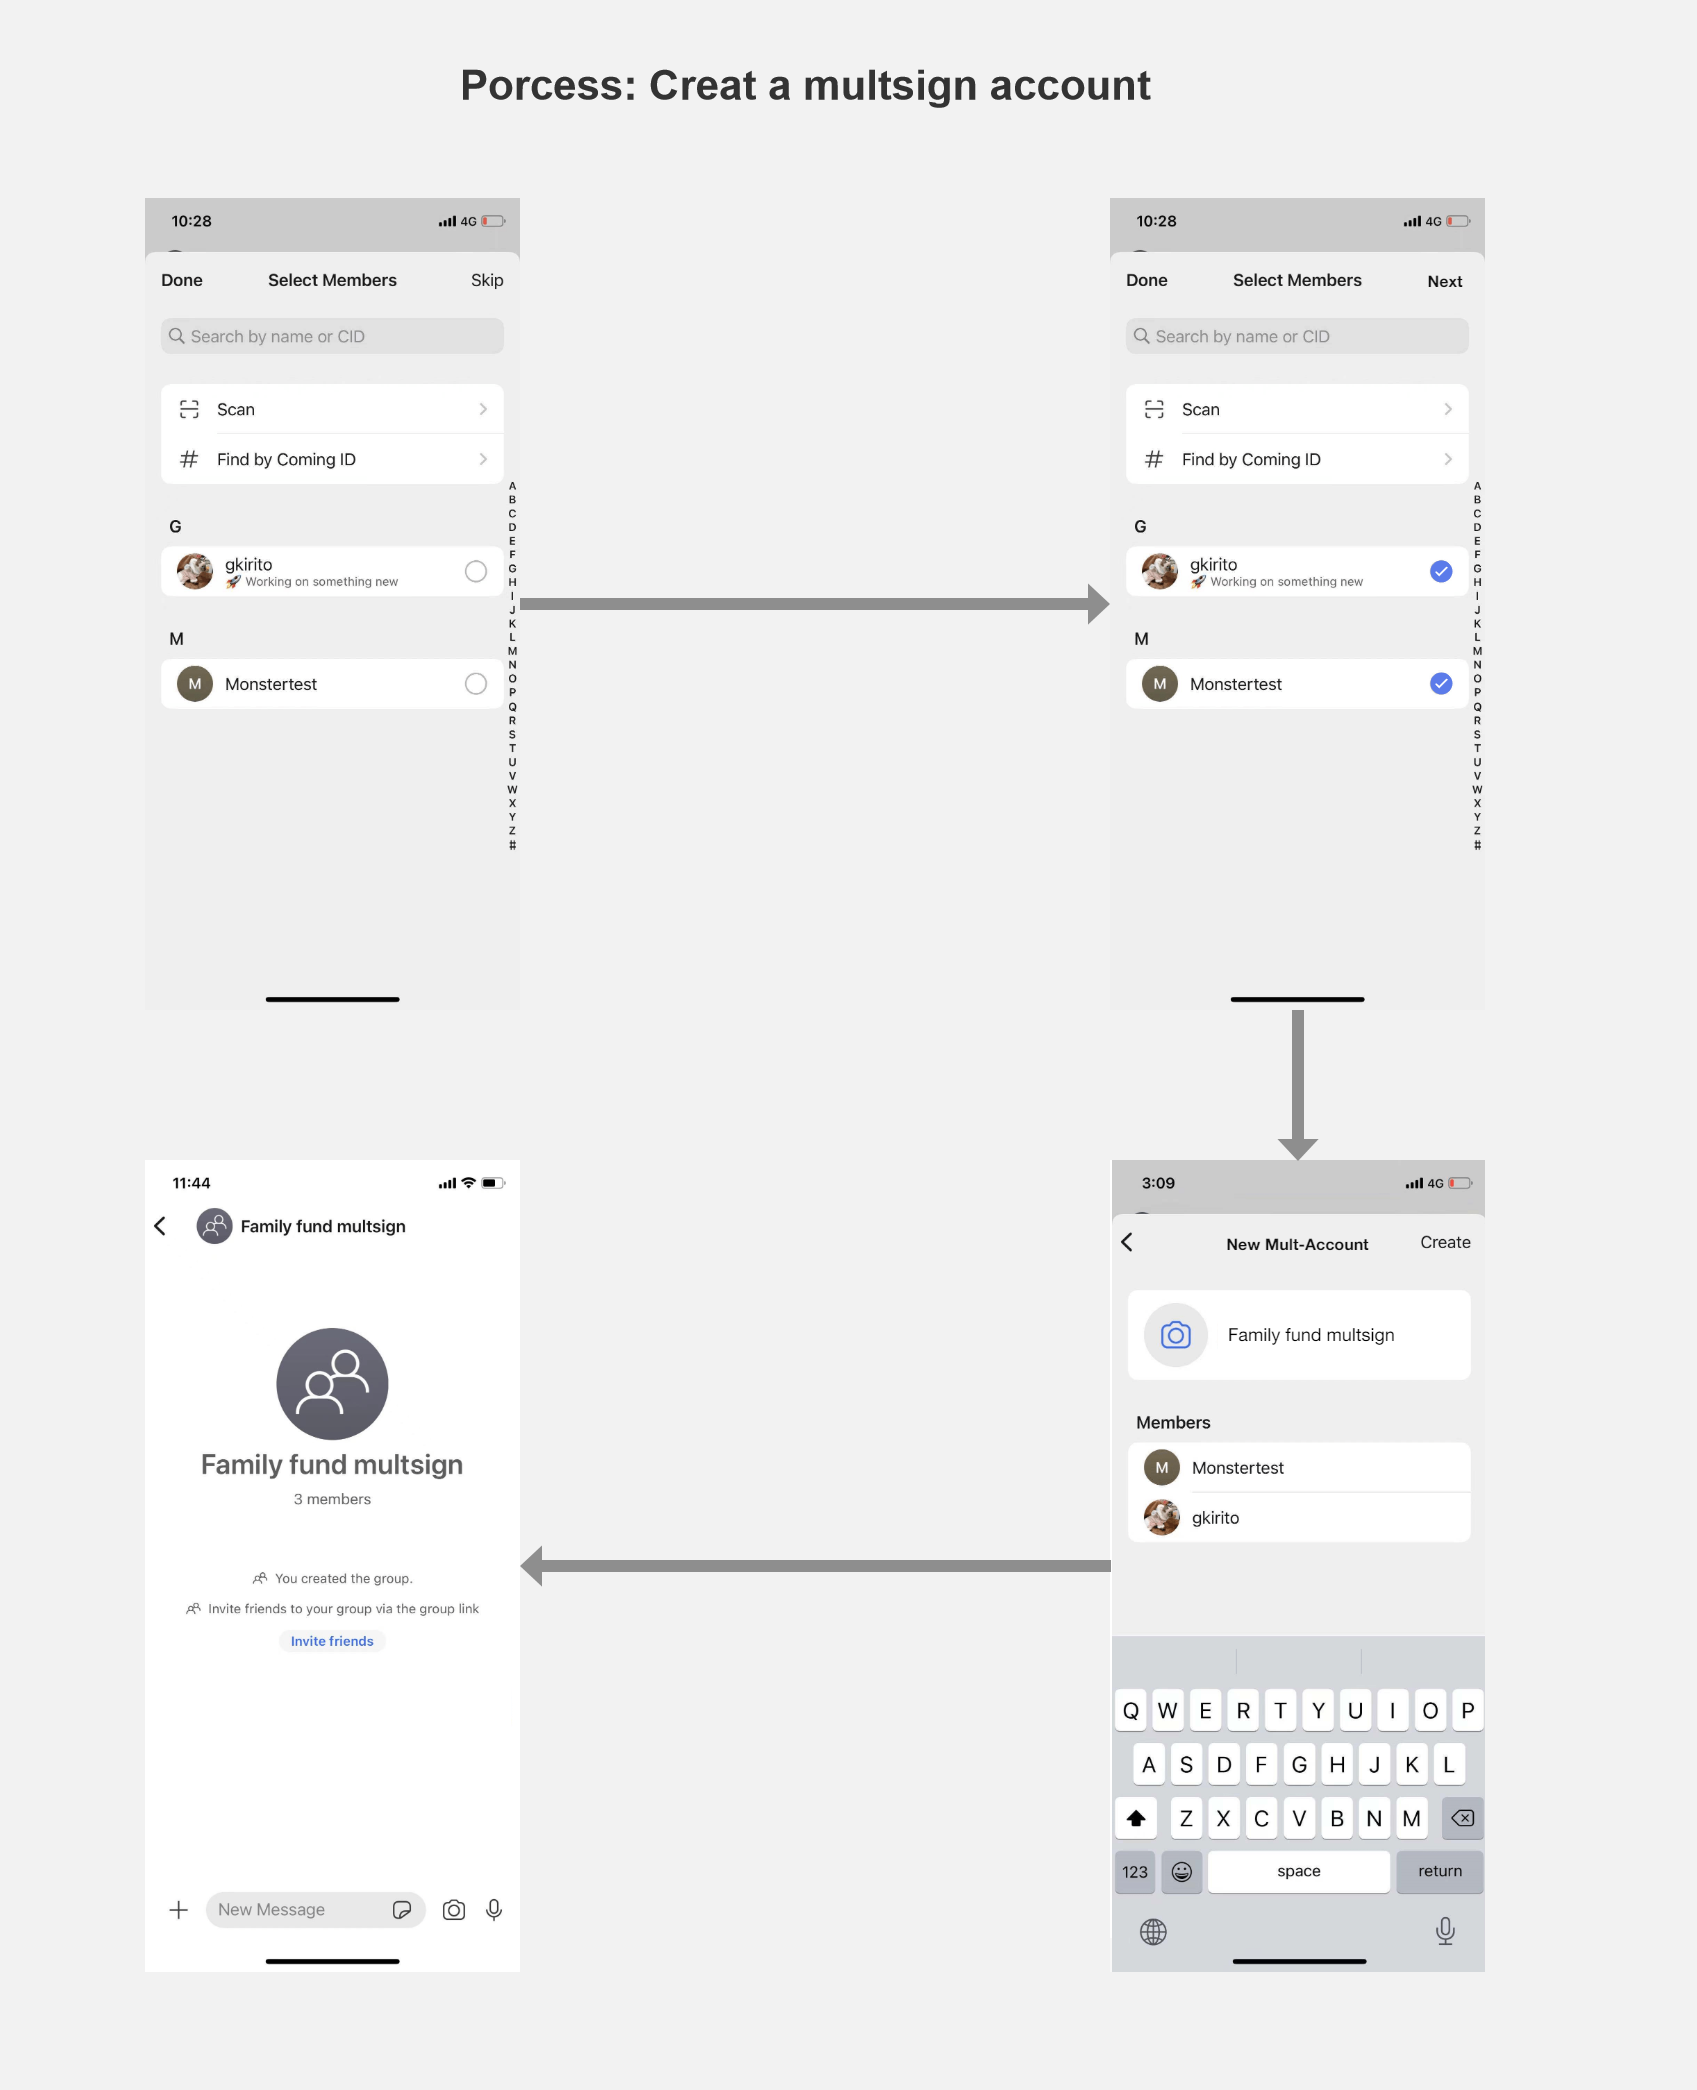 Porcess: Creat a multsign account
10:28
4G
Done Select Members Skip
Search by name or CID
Scan
Find by Coming ID
G
gkirito
🚀 Working on something new
M
M Monstertest
A
B
C
D
E
F
G
H
I
J
K
L
M
N
O
P
Q
R
S
T
U
V
W
X
Y
Z
#
10:28
4G
Done Select Members Next
Search by name or CID
Scan
Find by Coming ID
G
gkirito
🚀 Working on something new
M
M Monstertest
A
B
C
D
E
F
G
H
I
J
K
L
M
N
O
P
Q
R
S
T
U
V
W
X
Y
Z
#
3:09
4G
New Mult-Account Create
Family fund multsign
Members
M Monstertest
gkirito
Q W E R T Y U I O P
A S D F G H J K L
Z X C V B N M
123 space return
11:44
Family fund multsign
Family fund multsign
3 members
You created the group.
Invite friends to your group via the group link
Invite friends
New Message